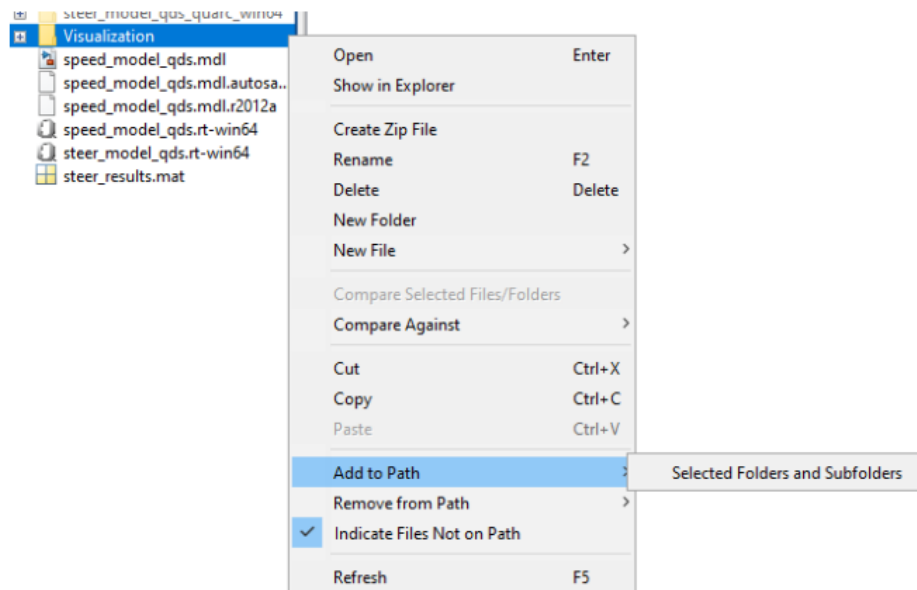 steer_model_qds_quarc_win64
Visualization
speed_model_qds.mdl
speed_model_qds.mdl.autosa..
speed_model_qds.mdl.r2012a
speed_model_qds.rt-win64
steer_model_qds.rt-win64
steer_results.mat
Open Enter
Show in Explorer
Create Zip File
Rename F2
Delete Delete
New Folder
New File
Compare Selected Files/Folders
Compare Against
Cut Ctrl+X
Copy Ctrl+C
Paste Ctrl+V
Add to Path
Selected Folders and Subfolders
Remove from Path
Indicate Files Not on Path
Refresh F5